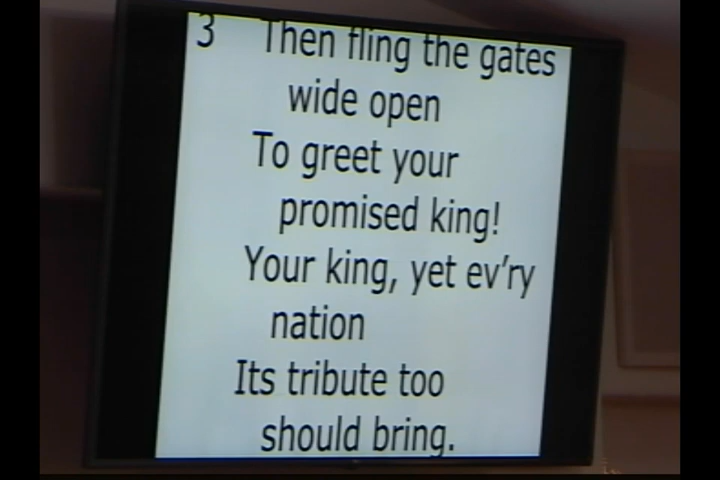 3 Then fling the gates
wide open
To greet your
promised king!
Your king, yet ev'ry
nation
Its tribute too
should bring.